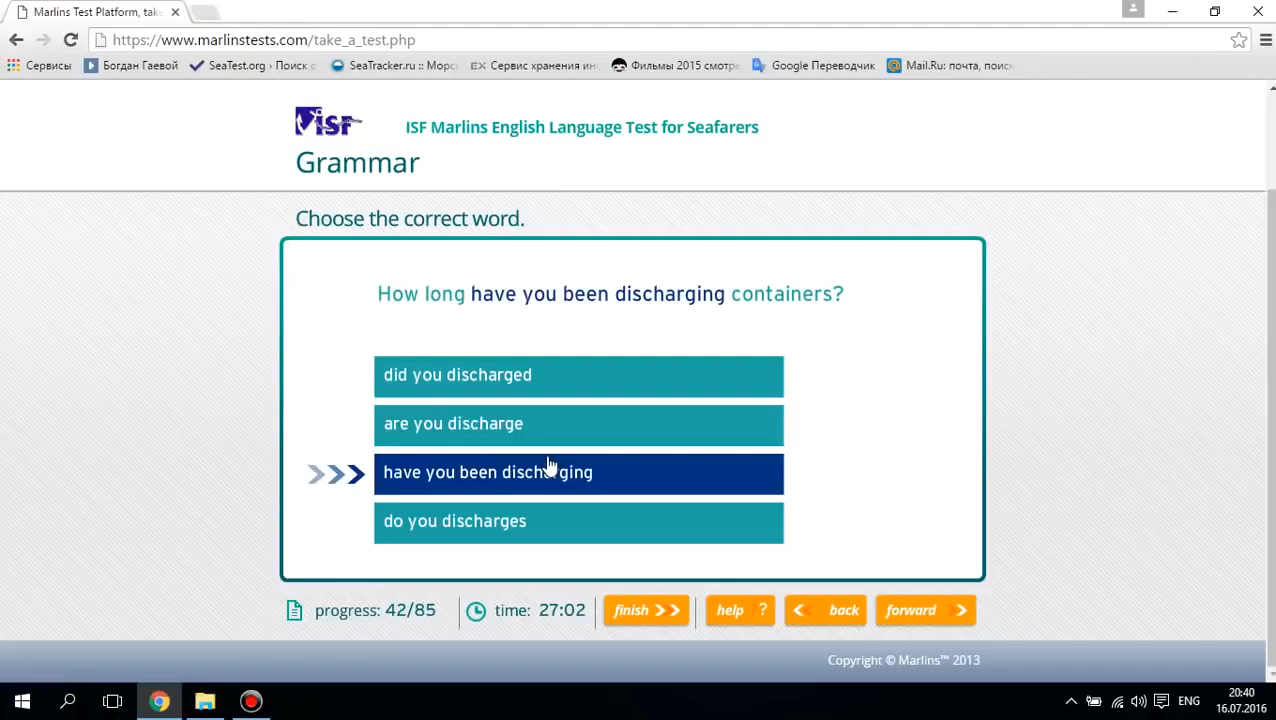 Marlins Test Platform, take
https://www.marlinstests.com/take_a_test.php
Сервисы Богдан Гаевой SeaTest.org › Поиск с SeaTracker.ru :: Морс EX Сервис хранения ин Фильмы 2015 смотре Google Переводчик Mail.Ru: почта, поиск
isf ISF Marlins English Language Test for Seafarers
Grammar
Choose the correct word.
How long have you been discharging containers?
did you discharged
are you discharge
have you been discharging
do you discharges
progress: 42/85 time: 27:02 finish help ? back forward
Copyright © Marlins™ 2013
ENG
20:40
16.07.2016